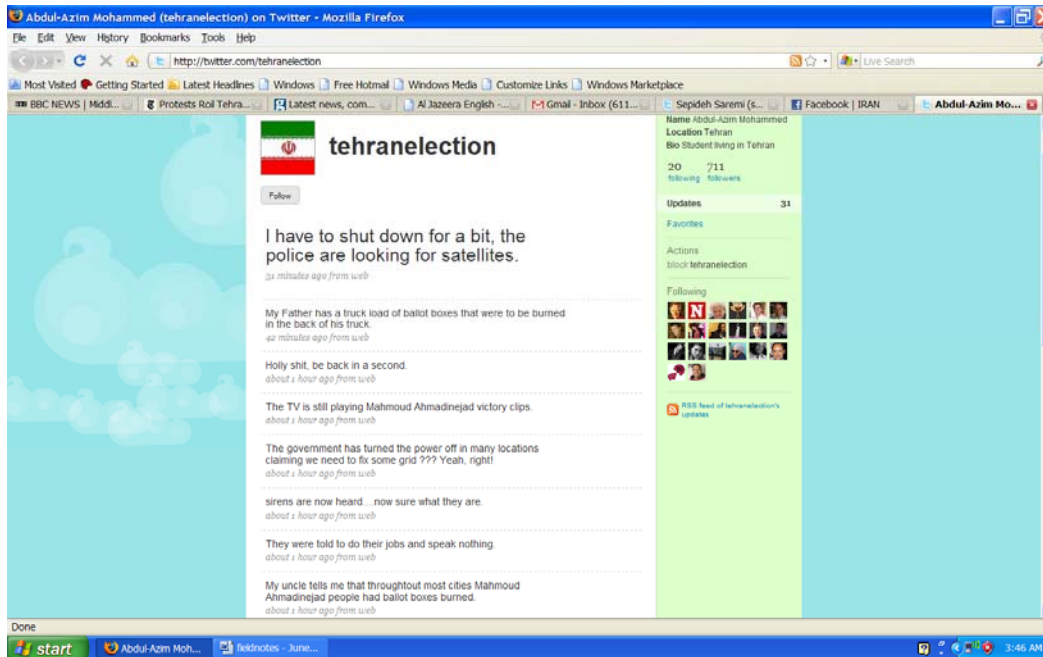 Abdul-Azim Mohammed (tehranelection) on Twitter - Mozilla Firefox
File Edit View History Bookmarks Tools Help
http://twitter.com/tehranelection
Live Search
Most Visited Getting Started Latest Headlines Windows Free Hotmail Windows Media Customize Links Windows Marketplace
BBC NEWS | Middl... Protests Rol Tehra... Latest news, com... Al Jazeera English -... Gmail - Inbox (611... Sepideh Saremi (s... Facebook | IRAN Abdul-Azim Mo...
tehranelection
Follow
I have to shut down for a bit, the
police are looking for satellites.
31 minutes ago from web
My Father has a truck load of ballot boxes that were to be burned
in the back of his truck.
42 minutes ago from web
Holly shit, be back in a second.
about 1 hour ago from web
The TV is still playing Mahmoud Ahmadinejad victory clips.
about 1 hour ago from web
The government has turned the power off in many locations
claiming we need to fix some grid ??? Yeah, right!
about 1 hour ago from web
sirens are now heard....now sure what they are.
about 1 hour ago from web
They were told to do their jobs and speak nothing.
about 1 hour ago from web
My uncle tells me that throughtout most cities Mahmoud
Ahmadinejad people had ballot boxes burned.
about 1 hour ago from web
Name Abdul-Azim Mohammed
Location Tehran
Bio Student living in Tehran
20 711
following followers
Updates 31
Favorites
Actions
block tehranelection
Following
N
RSS feed of tehranelection's
updates
Done
start Abdul-Azim Moh... fieldnotes - June... 3:46 AM